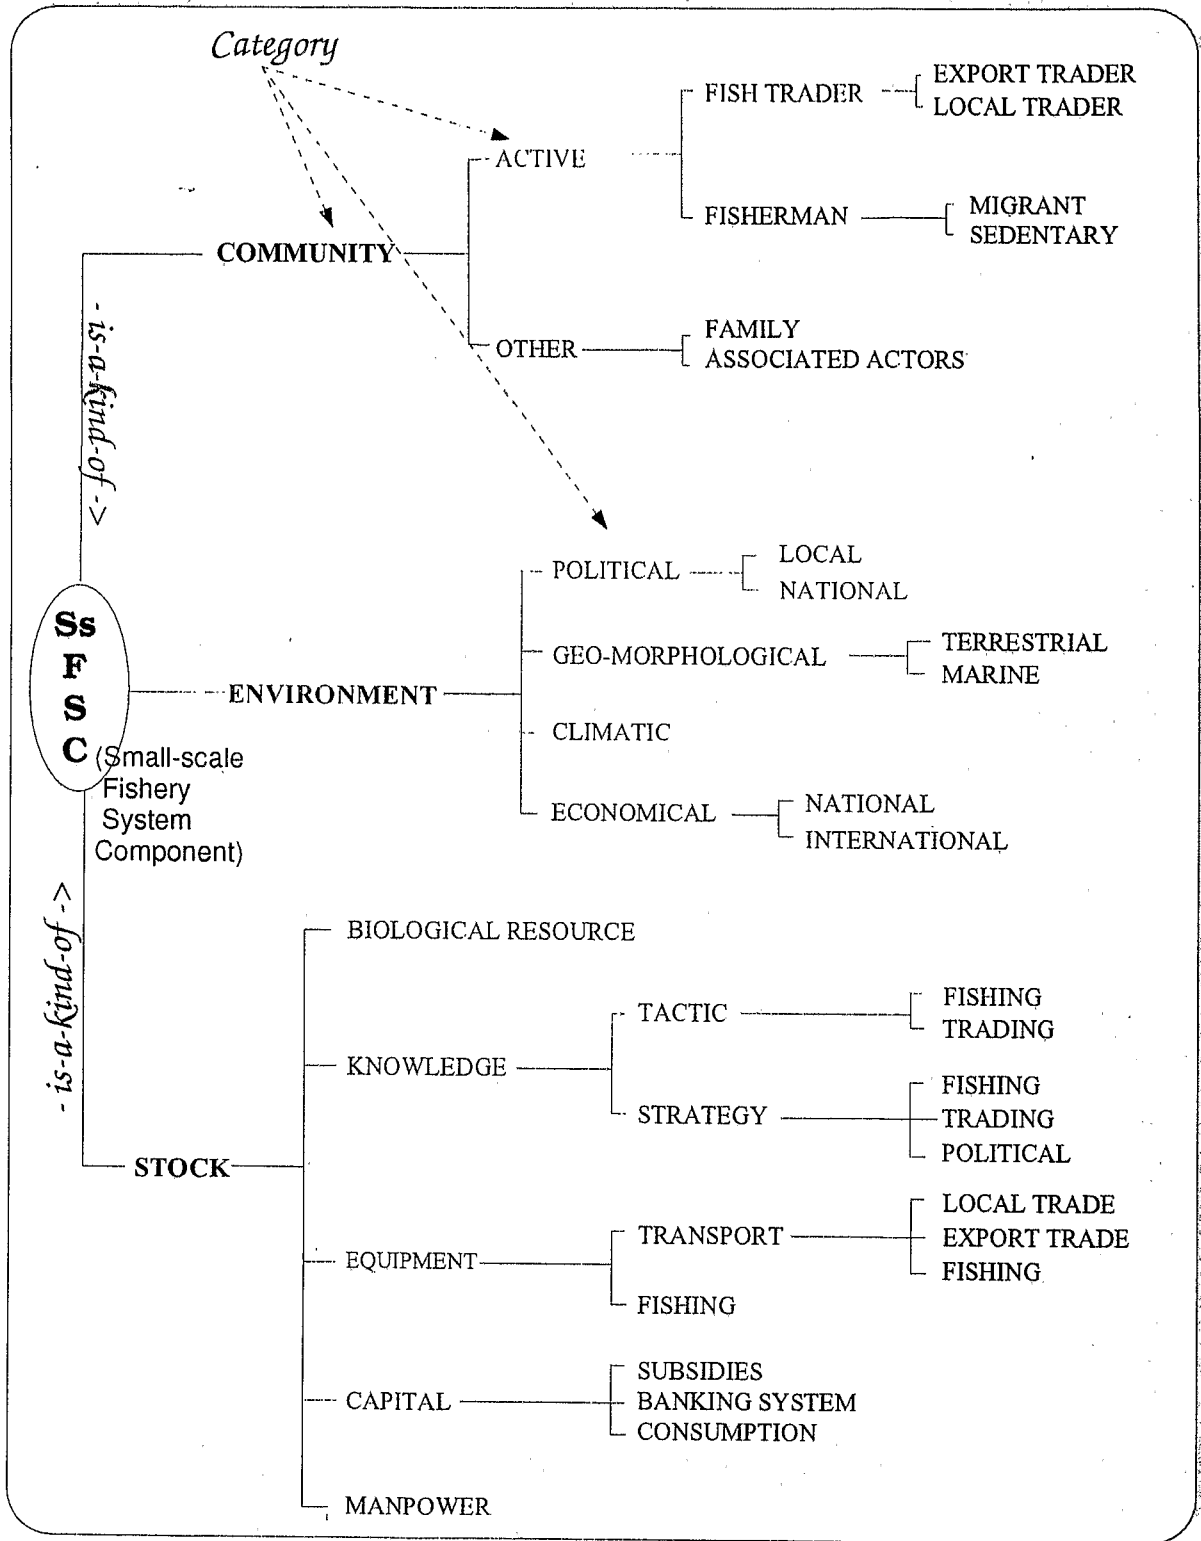 Category
FISH TRADER
EXPORT TRADER
LOCAL TRADER
ACTIVE
FISHERMAN
MIGRANT
SEDENTARY
COMMUNITY
OTHER
FAMILY
ASSOCIATED ACTORS
- is-a-kind-of ->
Ss
F
S
C
(Small-scale
Fishery
System
Component)
ENVIRONMENT
POLITICAL
LOCAL
NATIONAL
GEO-MORPHOLOGICAL
TERRESTRIAL
MARINE
CLIMATIC
ECONOMICAL
NATIONAL
INTERNATIONAL
- is-a-kind-of ->
STOCK
BIOLOGICAL RESOURCE
KNOWLEDGE
TACTIC
FISHING
TRADING
STRATEGY
FISHING
TRADING
POLITICAL
EQUIPMENT
TRANSPORT
LOCAL TRADE
EXPORT TRADE
FISHING
FISHING
CAPITAL
SUBSIDIES
BANKING SYSTEM
CONSUMPTION
MANPOWER